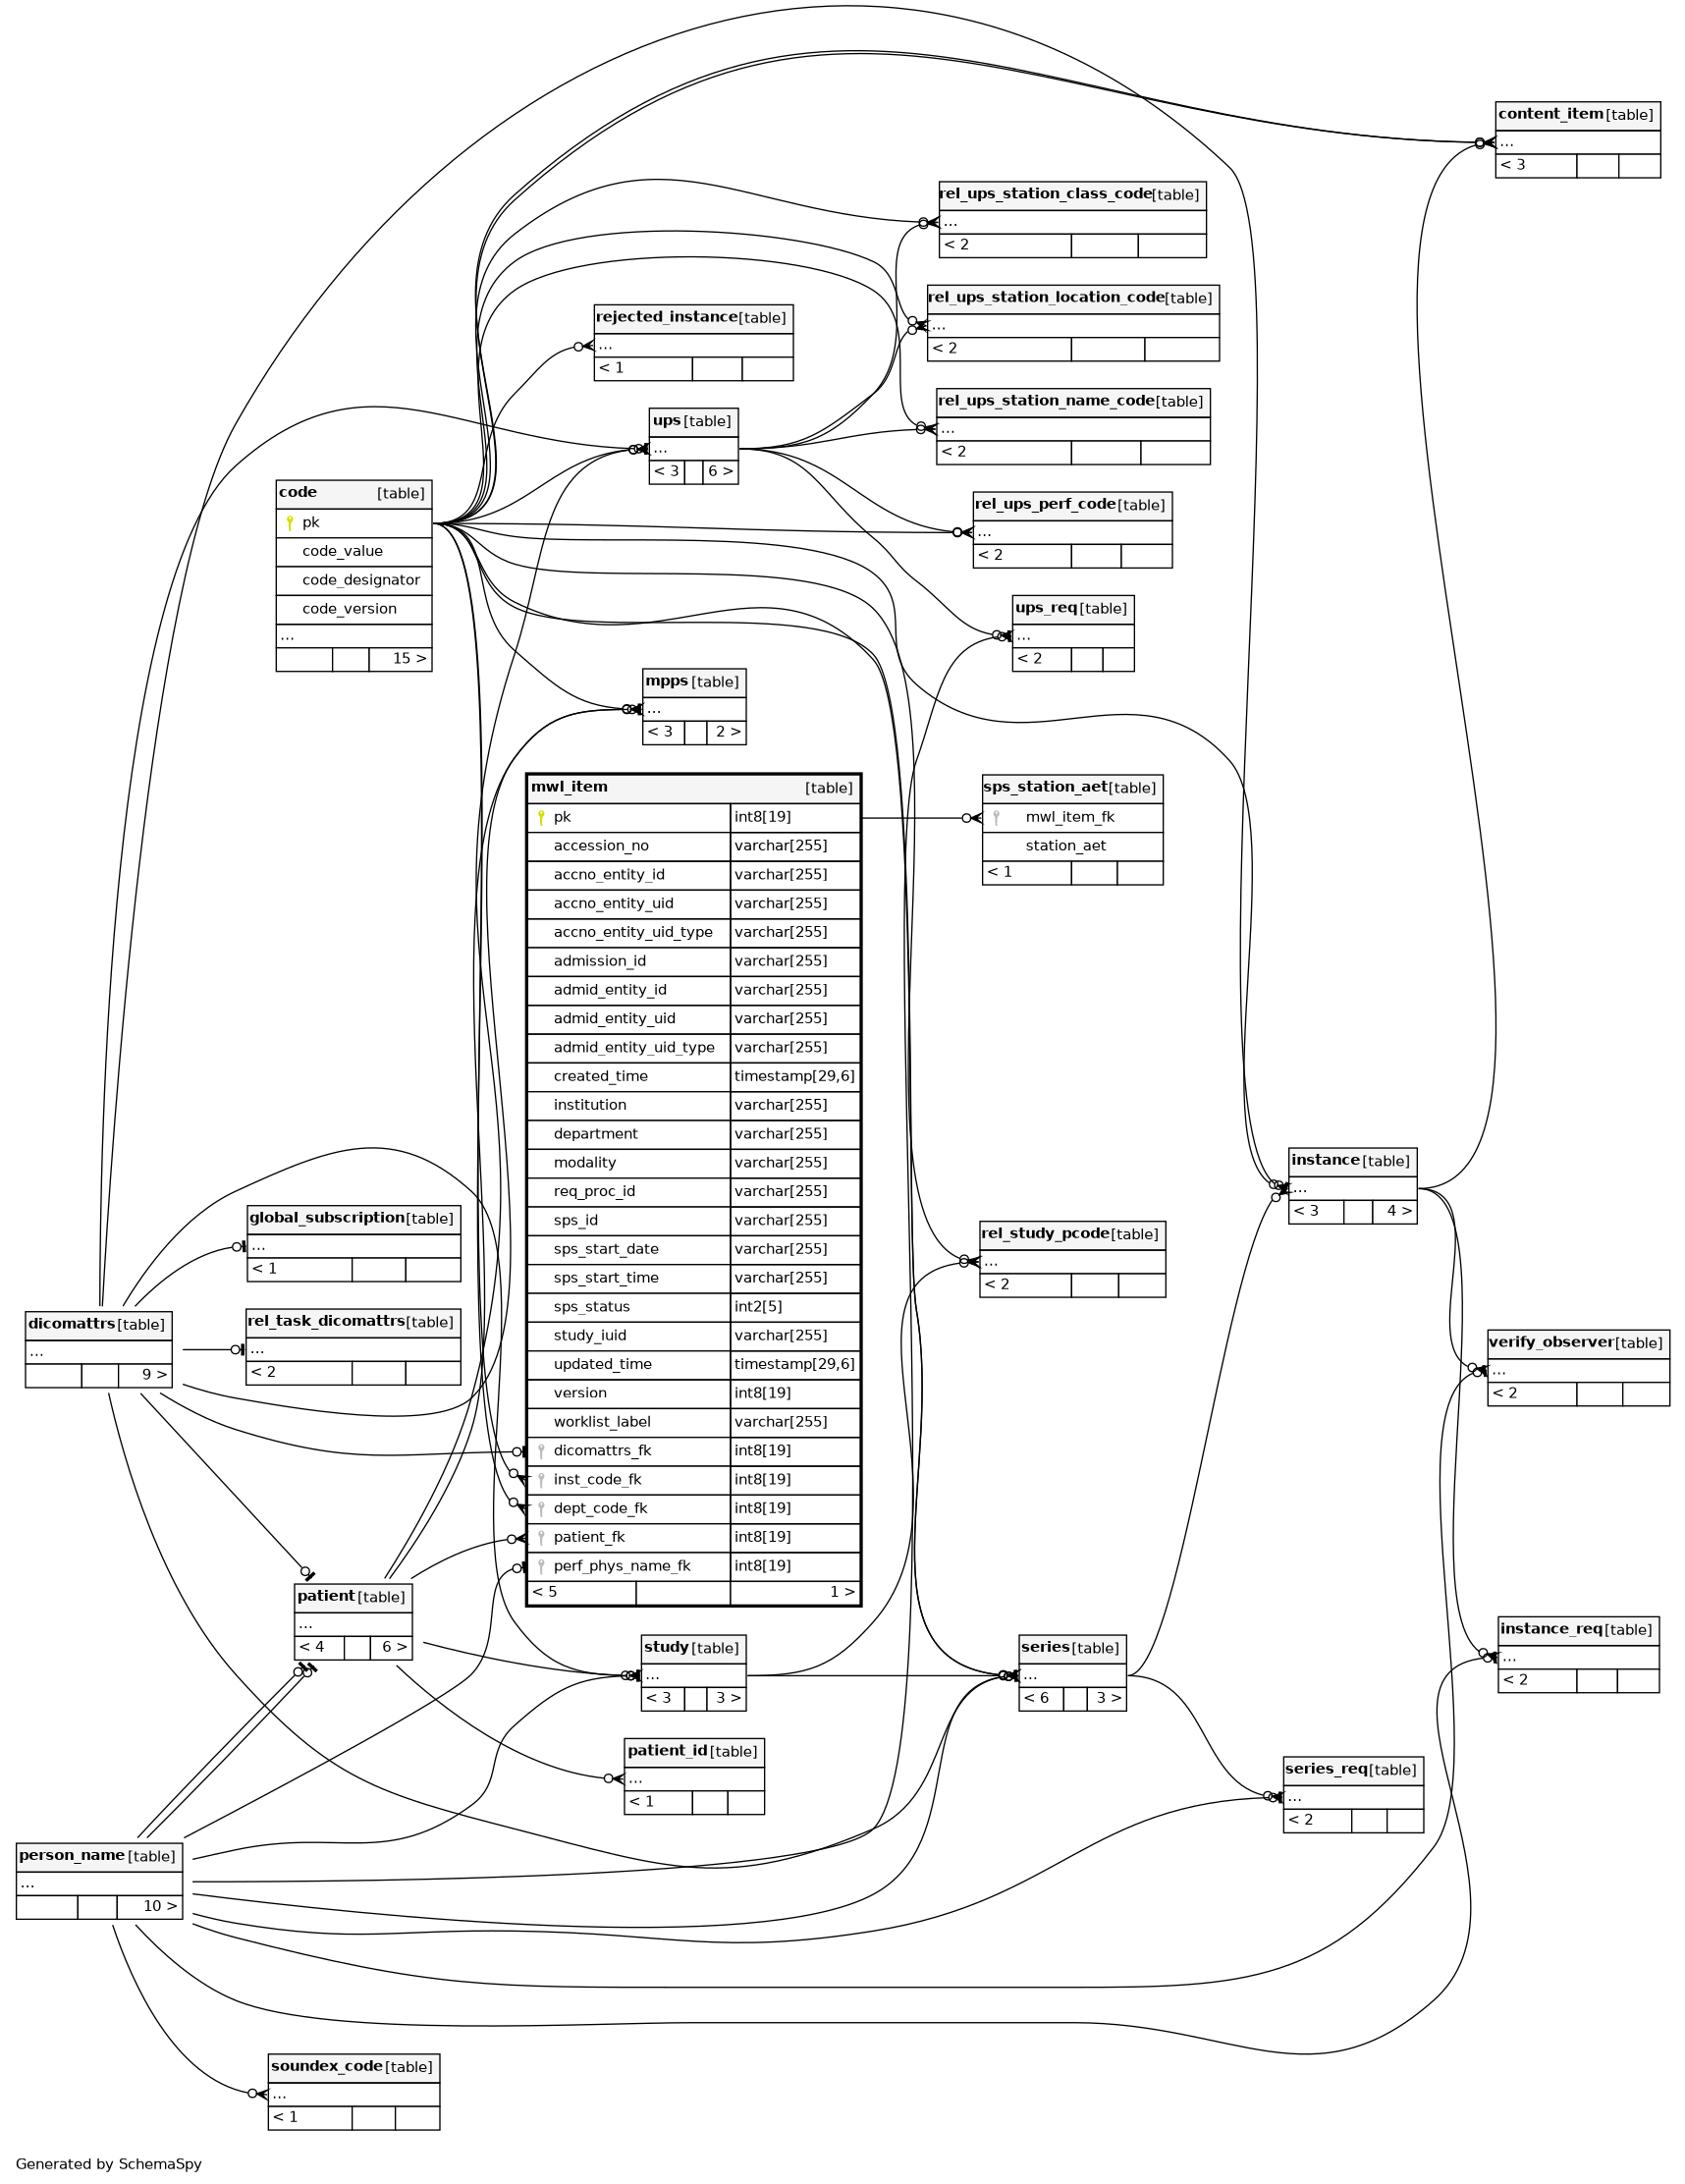 content_item [table]
...
< 3
rel_ups_station_class_code [table]
...
< 2
rel_ups_station_location_code [table]
...
< 2
rejected_instance [table]
...
< 1
rel_ups_station_name_code [table]
...
< 2
ups [table]
...
< 3 6 >
code [table]
pk
code_value
code_designator
code_version
...
15 >
rel_ups_perf_code [table]
...
< 2
ups_req [table]
...
< 2
mpps [table]
...
< 3 2 >
mwl_item [table]
pk int8[19]
accession_no varchar[255]
accno_entity_id varchar[255]
accno_entity_uid varchar[255]
accno_entity_uid_type varchar[255]
admission_id varchar[255]
admid_entity_id varchar[255]
admid_entity_uid varchar[255]
admid_entity_uid_type varchar[255]
created_time timestamp[29,6]
institution varchar[255]
department varchar[255]
modality varchar[255]
req_proc_id varchar[255]
sps_id varchar[255]
sps_start_date varchar[255]
sps_start_time varchar[255]
sps_status int2[5]
study_iuid varchar[255]
updated_time timestamp[29,6]
version int8[19]
worklist_label varchar[255]
dicomattrs_fk int8[19]
inst_code_fk int8[19]
dept_code_fk int8[19]
patient_fk int8[19]
perf_phys_name_fk int8[19]
< 5 1 >
sps_station_aet [table]
mwl_item_fk
station_aet
< 1
instance [table]
...
< 3 4 >
global_subscription [table]
...
< 1
rel_study_pcode [table]
...
< 2
dicomattrs [table]
...
9 >
rel_task_dicomattrs [table]
...
< 2
verify_observer [table]
...
< 2
patient [table]
...
< 4 6 >
study [table]
...
< 3 3 >
series [table]
...
< 6 3 >
instance_req [table]
...
< 2
patient_id [table]
...
< 1
series_req [table]
...
< 2
person_name [table]
...
10 >
soundex_code [table]
...
< 1
Generated by SchemaSpy